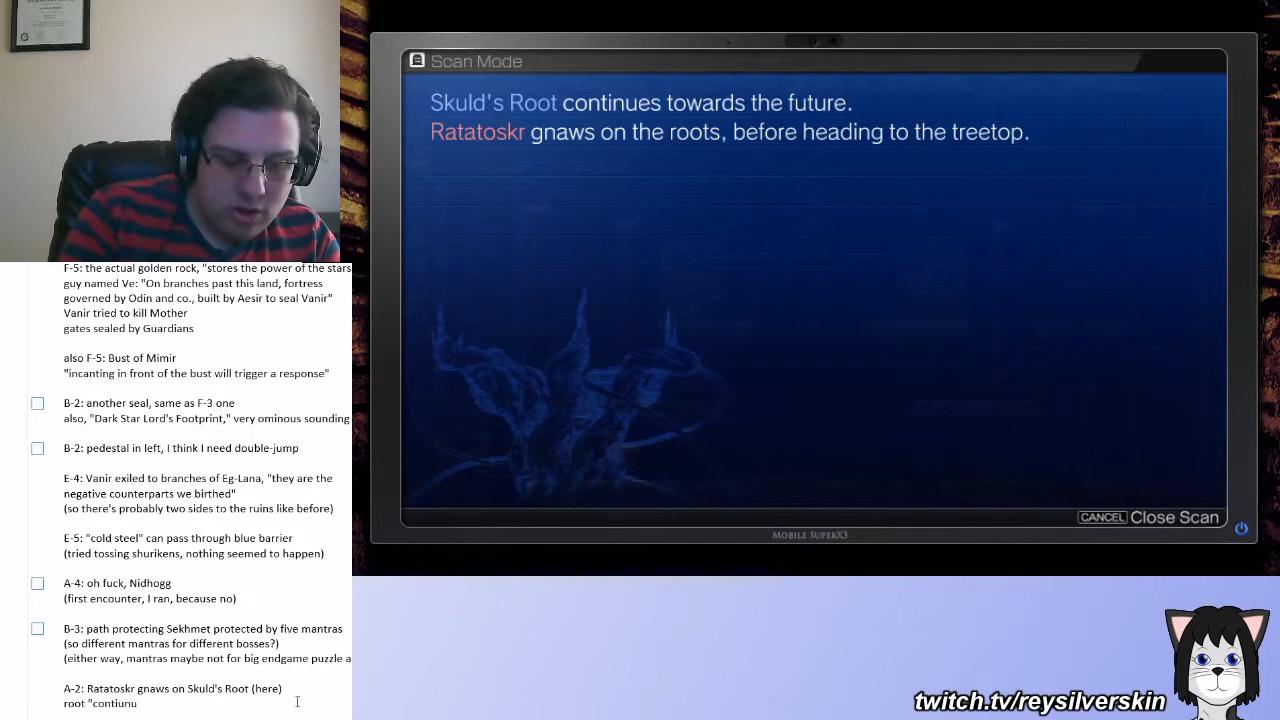 Scan Mode
Skuld's Root continues towards the future.
Ratatoskr gnaws on the roots, before heading to the treetop.
CANCEL Close Scan
MOBILE SUPERX3
F-5: the actual golden rock, "stores the power of the stars
guy named Ve: "On branches past this land, fortress
governed by Odin and co., built by Aesir to seal Vanir"
Vanir tried to kill Mother
gates sealed by Guardians
also F-5: Bust of Mimir
"incanting in front of the bust will trigger a response"
B-2: another seal, same as F-3 one
also, "Dark Star Lord's Footprint," very ominous sounding
B-2: pedestal in left, I think I need double-jump
E-4: Vanir exiled to branches of Eg-Lana, "they are the
negative counterparts we birthed"
(so there's probably two sides to the ruins like before)
E-5: "cold steel" can pass through blue barrier
(tried tossing shurikens, nothing seemed to happen)
A-4: oh fuck, Nidhogg
(first encounter, I ran, because no)
B-3: path protecting Sekhmet protected by five mantras
(so different mantras for different bosses?)
(either way, mantras maybe not for big endgame puzzle a
A-2: Ratatoskr gnaws on Skuld's Root (here)
root "contiunu
twitch.tv/reysilverskin